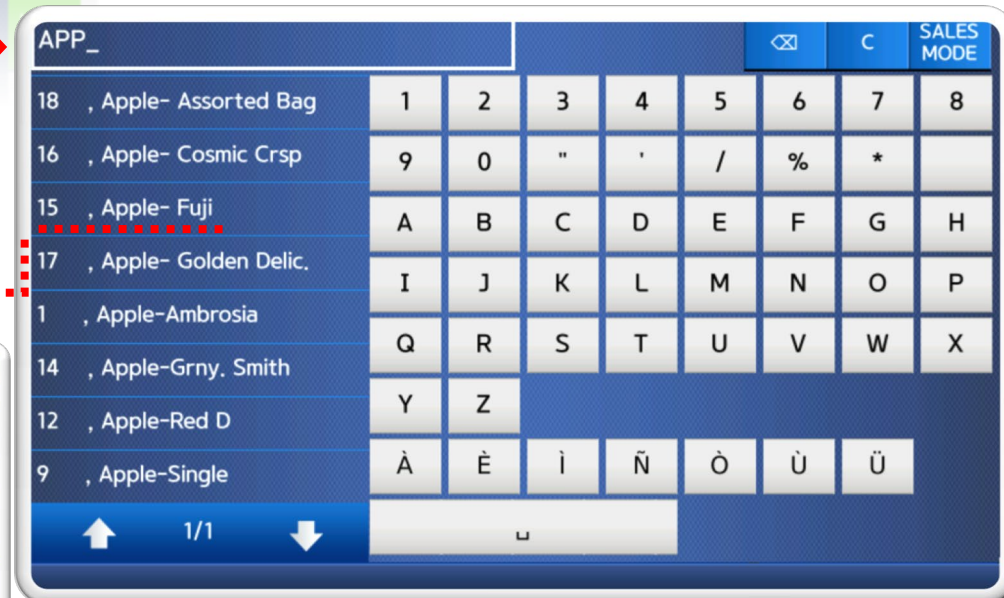 APP_
⌫ C SALES MODE
18 , Apple- Assorted Bag
16 , Apple- Cosmic Crsp
15 , Apple- Fuji
17 , Apple- Golden Delic.
1 , Apple-Ambrosia
14 , Apple-Grny. Smith
12 , Apple-Red D
9 , Apple-Single
1/1
1 2 3 4 5 6 7 8
9 0 " ' / % *
A B C D E F G H
I J K L M N O P
Q R S T U V W X
Y Z
À È Ì Ñ Ò Ù Ü
␣